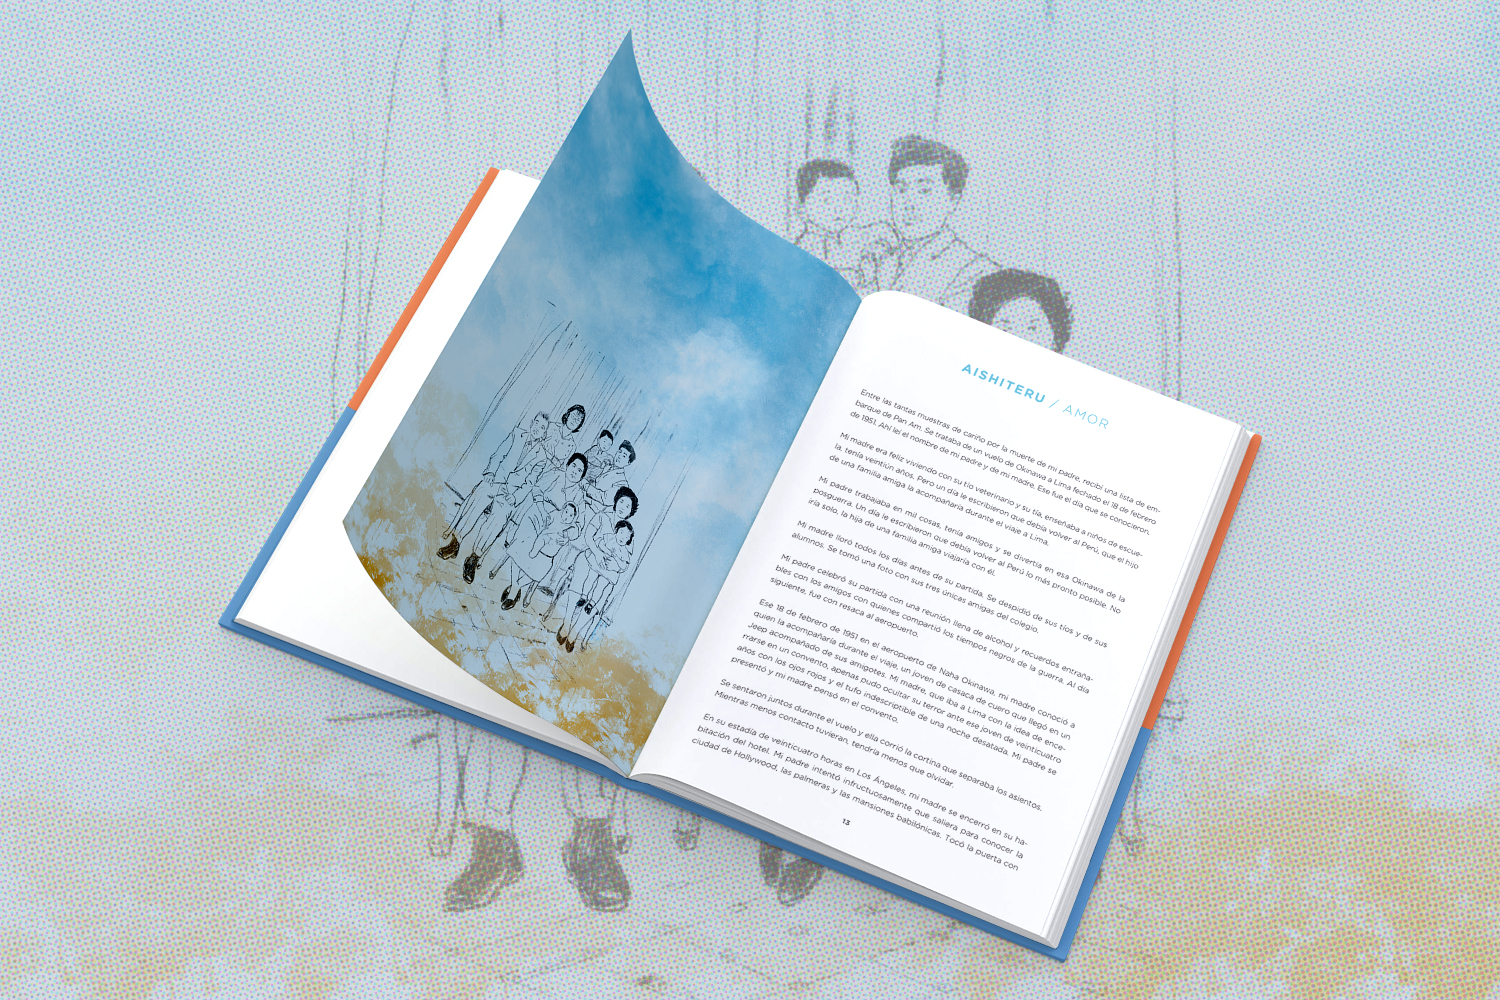 AISHITERU / AMOR
Entre las tantas muestras de cariño por la muerte de mi padre, recibí una lista de em-
barque de Pan Am. Se trataba de un vuelo de Okinawa a Lima fechado el 18 de febrero
de 1951. Ahí leí el nombre de mi padre y de mi madre. Ese fue el día que se conocieron.
Mi madre era feliz viviendo con su tío veterinario y su tía, enseñaba a niños de escue-
la, tenía veintiún años. Pero un día le escribieron que debía volver al Perú, que el hijo
de una familia amiga la acompañaría durante el viaje a Lima.
Mi padre trabajaba en mil cosas, tenía amigos y se divertía en esa Okinawa de la
posguerra. Un día le escribieron que debía volver al Perú lo más pronto posible. No
iría solo, la hija de una familia amiga viajaría con él.
Mi madre lloró todos los días antes de su partida. Se despidió de sus tíos y de sus
alumnos. Se tomó una foto con sus tres únicas amigas del colegio.
Mi padre celebró su partida con una reunión llena de alcohol y recuerdos entraña-
bles con los amigos con quienes compartió los tiempos negros de la guerra. Al día
siguiente, fue con resaca al aeropuerto.
Ese 18 de febrero de 1951 en el aeropuerto de Naha Okinawa, mi madre conoció a
quien la acompañaría durante el viaje, un joven de casaca de cuero que llegó en un
Jeep acompañado de sus amigotes. Mi madre, que iba a Lima con la idea de ence-
rrarse en un convento, apenas pudo ocultar su terror ante ese joven de veinticuatro
años con los ojos rojos y el tufo indescriptible de una noche desatada. Mi padre se
presentó y mi madre pensó en el convento.
Se sentaron juntos durante el vuelo y ella corrió la cortina que separaba los asientos.
Mientras menos contacto tuvieran, tendría menos que olvidar.
En su estadía de veinticuatro horas en Los Ángeles, mi madre se encerró en su ha-
bitación del hotel. Mi padre intentó infructuosamente que saliera para conocer la
ciudad de Hollywood, las palmeras y las mansiones babilónicas. Tocó la puerta con
13